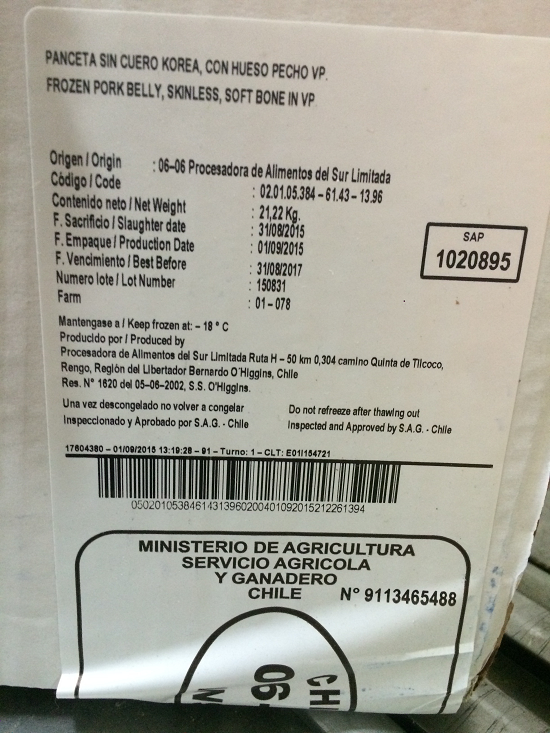 PANCETA SIN CUERO KOREA, CON HUESO PECHO VP.
FROZEN PORK BELLY, SKINLESS, SOFT BONE IN VP
Origen / Origin : 06-06 Procesadora de Alimentos del Sur Limitada
Código / Code : 02.01.05.384 – 61.43 – 13.96
Contenido neto / Net Weight : 21,22 Kg.
F. Sacrificio / Slaughter date : 31/08/2015
F. Empaque / Production Date : 01/09/2015
F. Vencimiento / Best Before : 31/08/2017
Numero lote / Lot Number : 150831
Farm : 01 – 078
SAP
1020895
Mantengase a / Keep frozen at: – 18 ° C
Producido por / Produced by
Procesadora de Alimentos del Sur Limitada Ruta H – 50 km 0,304 camino Quinta de Tilcoco,
Rengo, Región del Libertador Bernardo O´Higgins, Chile
Res. N° 1620 del 05-06-2002, S.S. O'Higgins.
Una vez descongelado no volver a congelar Do not refreeze after thawing out
Inspeccionado y Aprobado por S.A.G. - Chile Inspected and Approved by S.A.G. - Chile
17604380 – 01/09/2015 13:19:28 – 91 – Turno: 1 – CLT: E01I154721
05020105384614313960200401092015212261394
MINISTERIO DE AGRICULTURA
SERVICIO AGRICOLA
Y GANADERO
CHILE N° 9113465488
CHI
06-